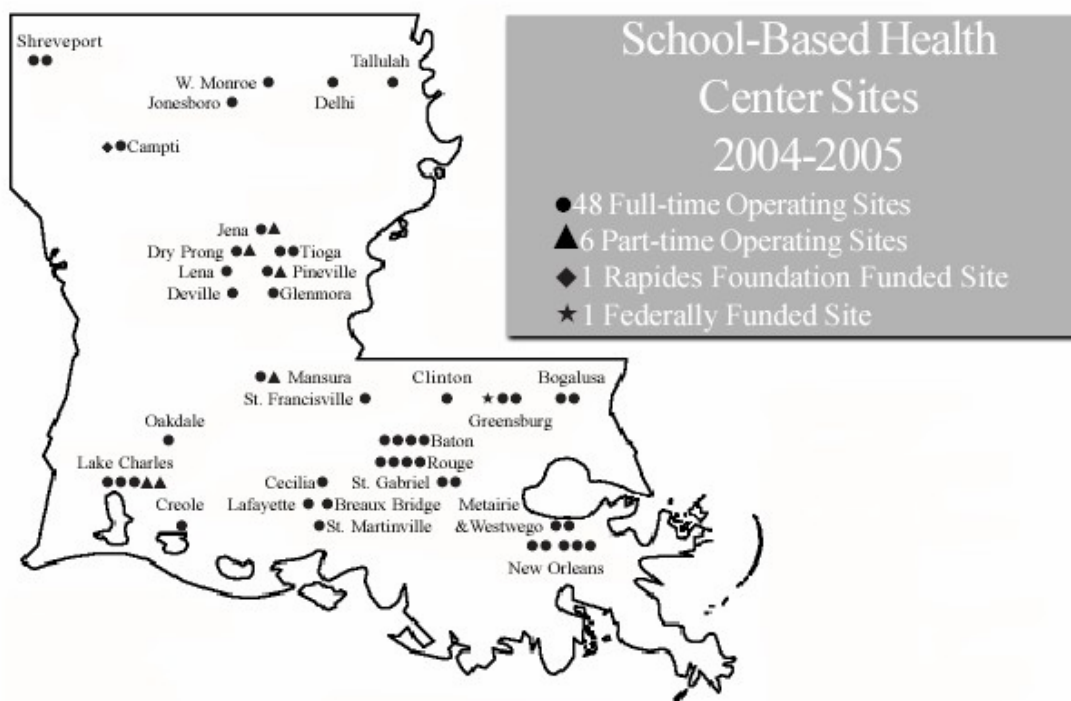 School-Based Health
Center Sites
2004-2005
48 Full-time Operating Sites
6 Part-time Operating Sites
1 Rapides Foundation Funded Site
1 Federally Funded Site
Shreveport
Tallulah
W. Monroe
Jonesboro
Delhi
Campti
Jena
Dry Prong
Tioga
Lena
Pineville
Deville
Glenmora
Mansura
Clinton
Bogalusa
St. Francisville
Greensburg
Oakdale
Baton
Lake Charles
Rouge
Cecilia
St. Gabriel
Creole
Lafayette
Breaux Bridge
Metairie
St. Martinville
&Westwego
New Orleans